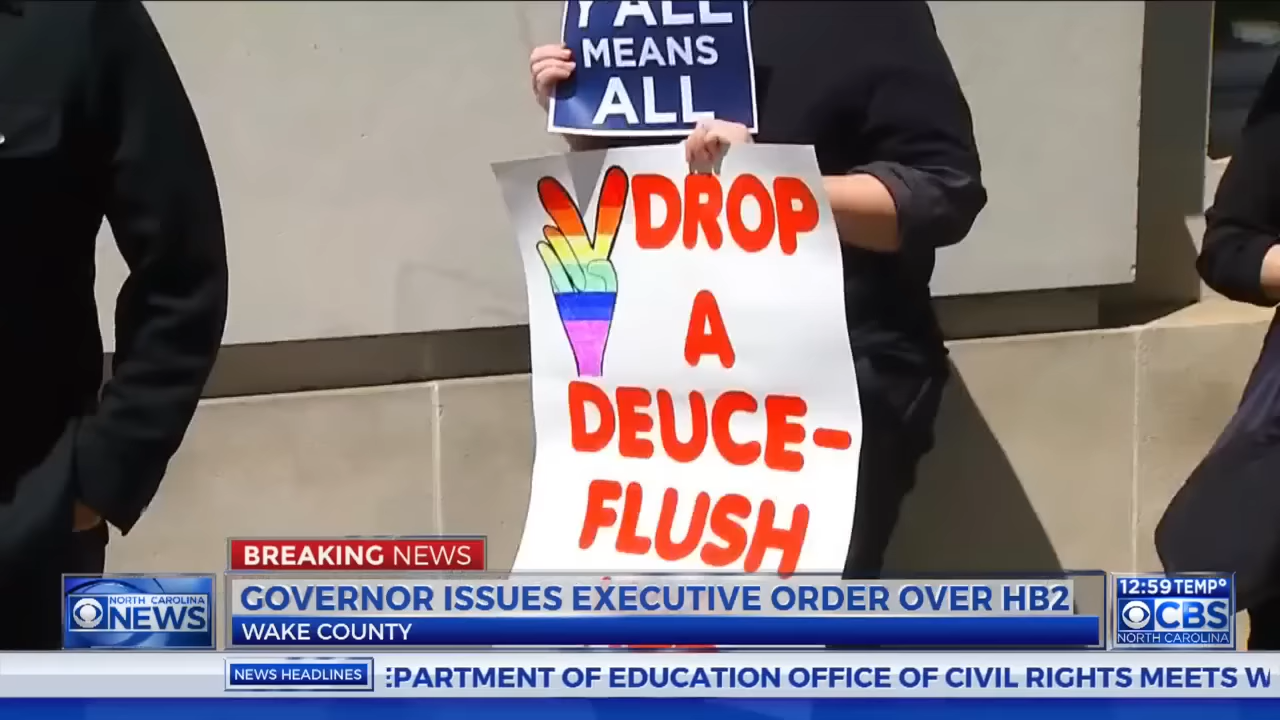 Y'ALL
MEANS
ALL
DROP
A
DEUCE-
FLUSH
BREAKING NEWS
GOVERNOR ISSUES EXECUTIVE ORDER OVER HB2
WAKE COUNTY
NORTH CAROLINA
NEWS
12:59 TEMP°
CBS
NORTH CAROLINA
NEWS HEADLINES
PARTMENT OF EDUCATION OFFICE OF CIVIL RIGHTS MEETS W